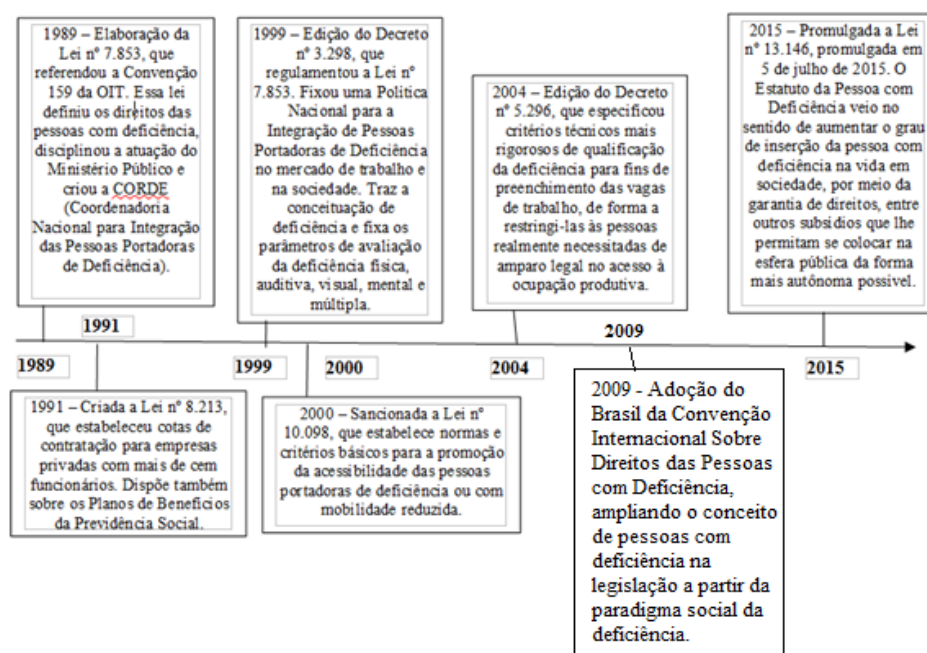 1989 – Elaboração da
Lei nº 7.853, que
referendou a Convenção
159 da OIT. Essa lei
definiu os direitos das
pessoas com deficiência,
disciplinou a atuação do
Ministério Público e
criou a CORDE
(Coordenadoria
Nacional para Integração
das Pessoas Portadoras
de Deficiência).
1999 – Edição do Decreto
nº 3.298, que
regulamentou a Lei nº
7.853. Fixou uma Política
Nacional para a
Integração de Pessoas
Portadoras de Deficiência
no mercado de trabalho e
na sociedade. Traz a
conceituação de
deficiência e fixa os
parâmetros de avaliação
da deficiência física,
auditiva, visual, mental e
múltipla.
2004 – Edição do Decreto
nº 5.296, que especificou
critérios técnicos mais
rigorosos de qualificação
da deficiência para fins de
preenchimento das vagas
de trabalho, de forma a
restringi-las às pessoas
realmente necessitadas de
amparo legal no acesso à
ocupação produtiva.
2015 – Promulgada a Lei
nº 13.146, promulgada em
5 de julho de 2015. O
Estatuto da Pessoa com
Deficiência veio no
sentido de aumentar o grau
de inserção da pessoa com
deficiência na vida em
sociedade, por meio da
garantia de direitos, entre
outros subsídios que lhe
permitam se colocar na
esfera pública da forma
mais autônoma possível.
1991
2009
1989
1999
2000
2004
2015
1991 – Criada a Lei nº 8.213,
que estabeleceu cotas de
contratação para empresas
privadas com mais de cem
funcionários. Dispõe também
sobre os Planos de Benefícios
da Previdência Social.
2000 – Sancionada a Lei nº
10.098, que estabelece normas e
critérios básicos para a promoção
da acessibilidade das pessoas
portadoras de deficiência ou com
mobilidade reduzida.
2009 - Adoção do
Brasil da Convenção
Internacional Sobre
Direitos das Pessoas
com Deficiência,
ampliando o conceito
de pessoas com
deficiência na
legislação a partir da
paradigma social da
deficiência.